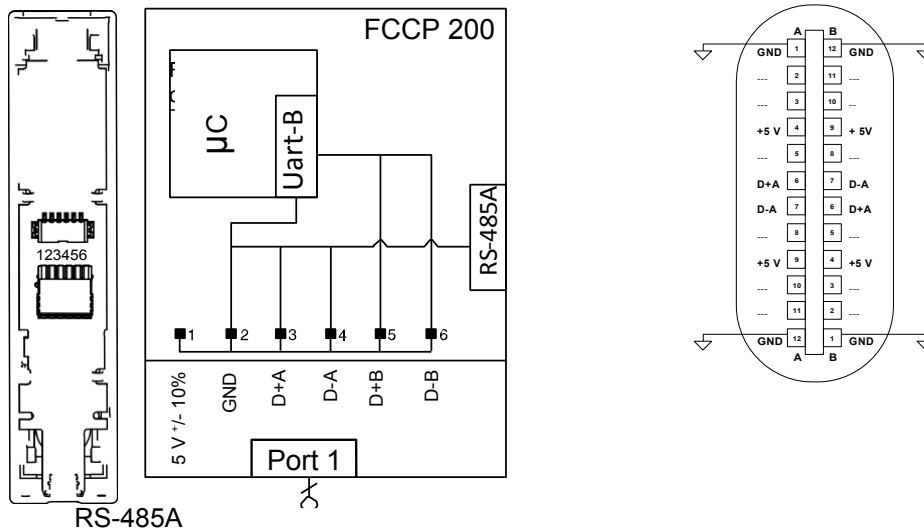 123456
RS-485A
FCCP 200
µc
Uart-B
RS-485A
1 2 3 4 5 6
5 V +/- 10%
GND
D+A
D-A
D+B
D-B
Port 1
A B
GND 1 12 GND
--- 2 11 ---
--- 3 10 --
+5 V 4 9 + 5V
--- 5 8 ---
D+A 6 7 D-A
D-A 7 6 D+A
--- 8 5 ---
+5 V 9 4 +5 V
--- 10 3 ---
--- 11 2 ---
GND 12 1 GND
A B